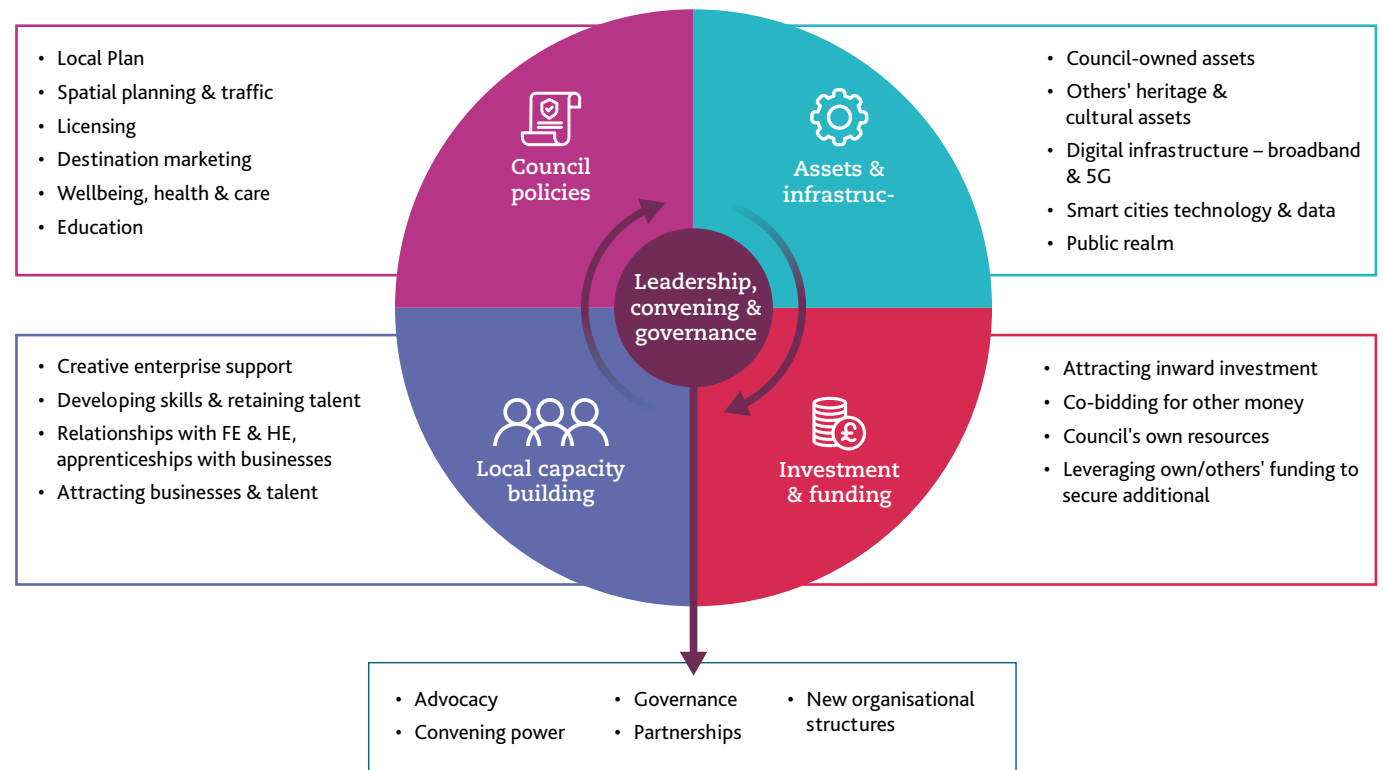 • Local Plan
• Spatial planning & traffic
• Licensing
• Destination marketing
• Wellbeing, health & care
• Education
Council
policies
Assets &
infrastruc-
• Council-owned assets
• Others' heritage &
cultural assets
• Digital infrastructure – broadband
& 5G
• Smart cities technology & data
• Public realm
Leadership,
convening &
governance
• Creative enterprise support
• Developing skills & retaining talent
• Relationships with FE & HE,
apprenticeships with businesses
• Attracting businesses & talent
Local capacity
building
£
Investment
& funding
• Attracting inward investment
• Co-bidding for other money
• Council's own resources
• Leveraging own/others' funding to
secure additional
• Advocacy
• Convening power
• Governance
• Partnerships
• New organisational
structures